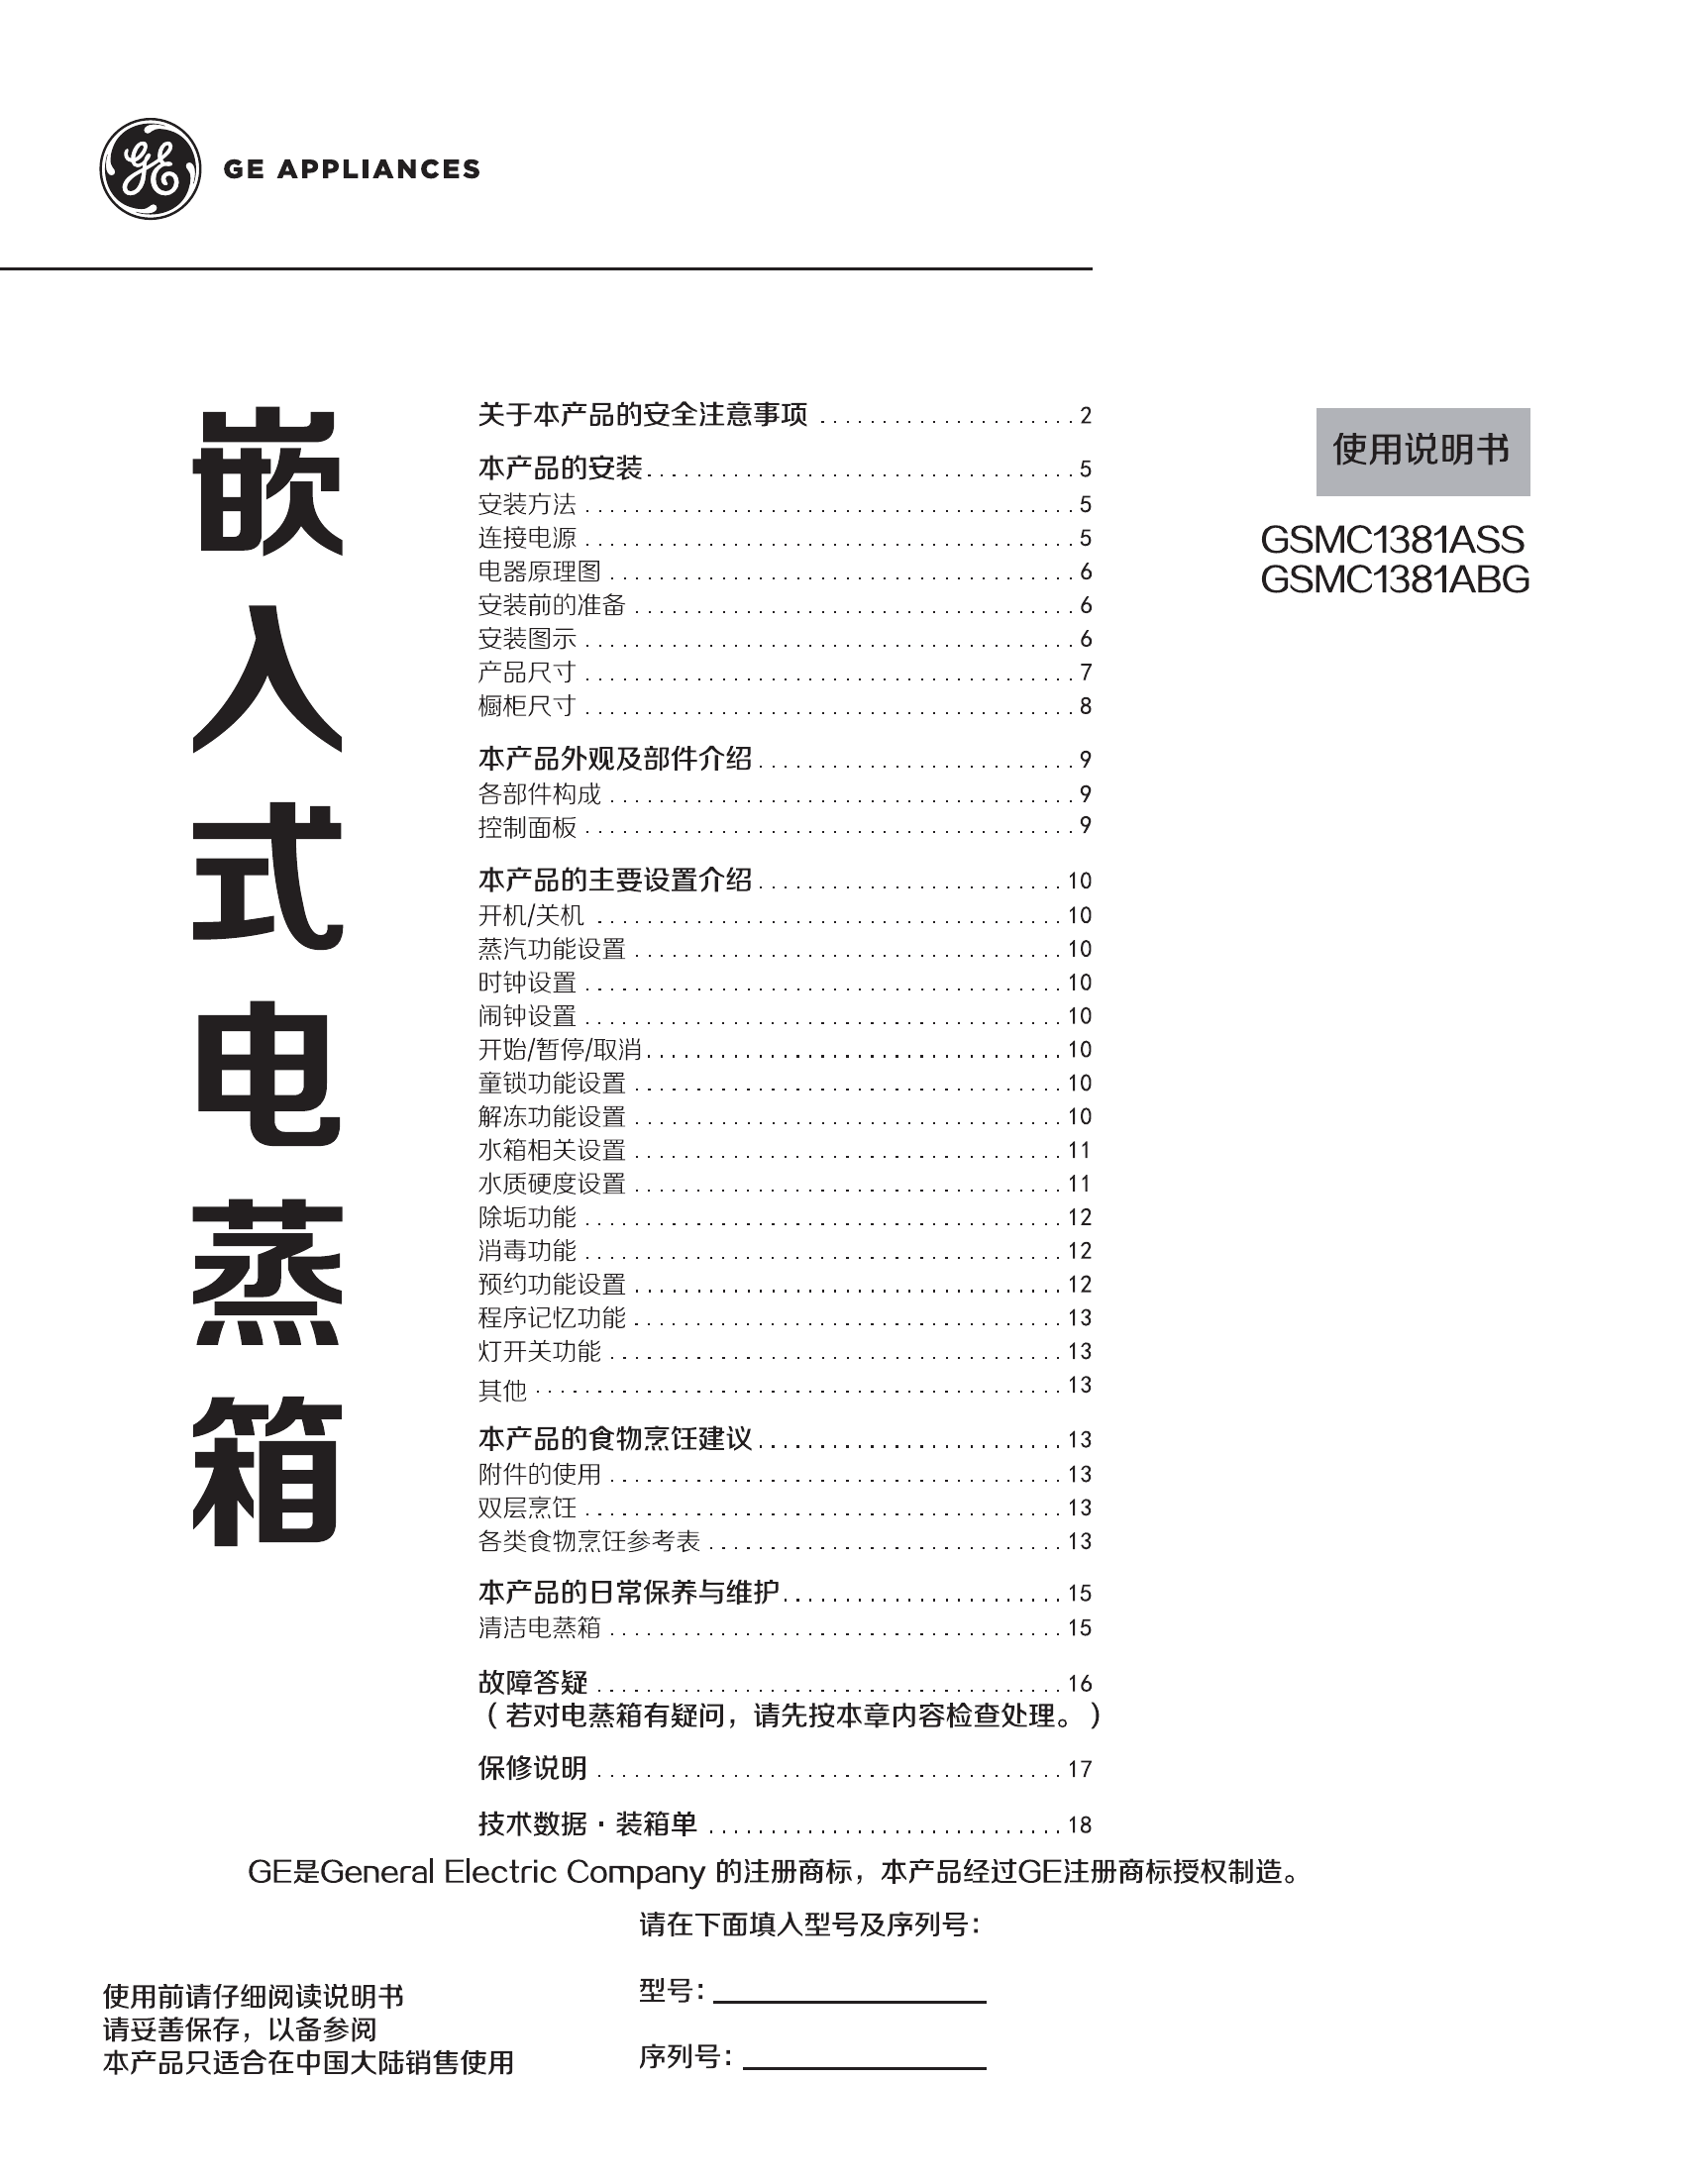 GE APPLIANCES
嵌入式电蒸箱
关于本产品的安全注意事项 2
本产品的安装 5
安装方法 5
连接电源 5
电器原理图 6
安装前的准备 6
安装图示 6
产品尺寸 7
橱柜尺寸 8
本产品外观及部件介绍 9
各部件构成 9
控制面板 9
本产品的主要设置介绍 10
开机/关机 10
蒸汽功能设置 10
时钟设置 10
闹钟设置 10
开始/暂停/取消 10
童锁功能设置 10
解冻功能设置 10
水箱相关设置 11
水质硬度设置 11
除垢功能 12
消毒功能 12
预约功能设置 12
程序记忆功能 13
灯开关功能 13
其他 13
本产品的食物烹饪建议 13
附件的使用 13
双层烹饪 13
各类食物烹饪参考表 13
本产品的日常保养与维护 15
清洁电蒸箱 15
故障答疑 16
（若对电蒸箱有疑问，请先按本章内容检查处理。）
保修说明 17
技术数据·装箱单 18
使用说明书
GSMC1381ASS
GSMC1381ABG
GE是General Electric Company 的注册商标，本产品经过GE注册商标授权制造。
请在下面填入型号及序列号：
型号：
序列号：
使用前请仔细阅读说明书
请妥善保存，以备参阅
本产品只适合在中国大陆销售使用